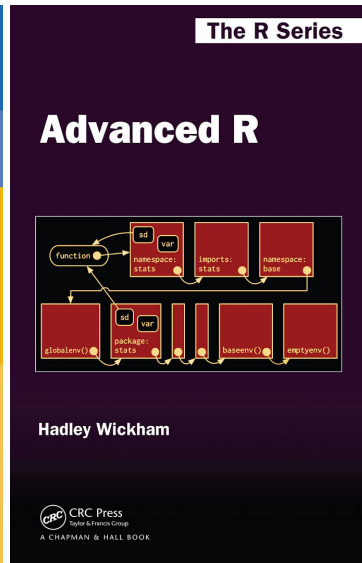 The R Series
Advanced R
sd
var
function
namespace:
stats
imports:
stats
namespace:
base
sd
var
globalenv()
package:
stats
baseenv()
emptyenv()
Hadley Wickham
CRC CRC Press
Taylor & Francis Group
A CHAPMAN & HALL BOOK